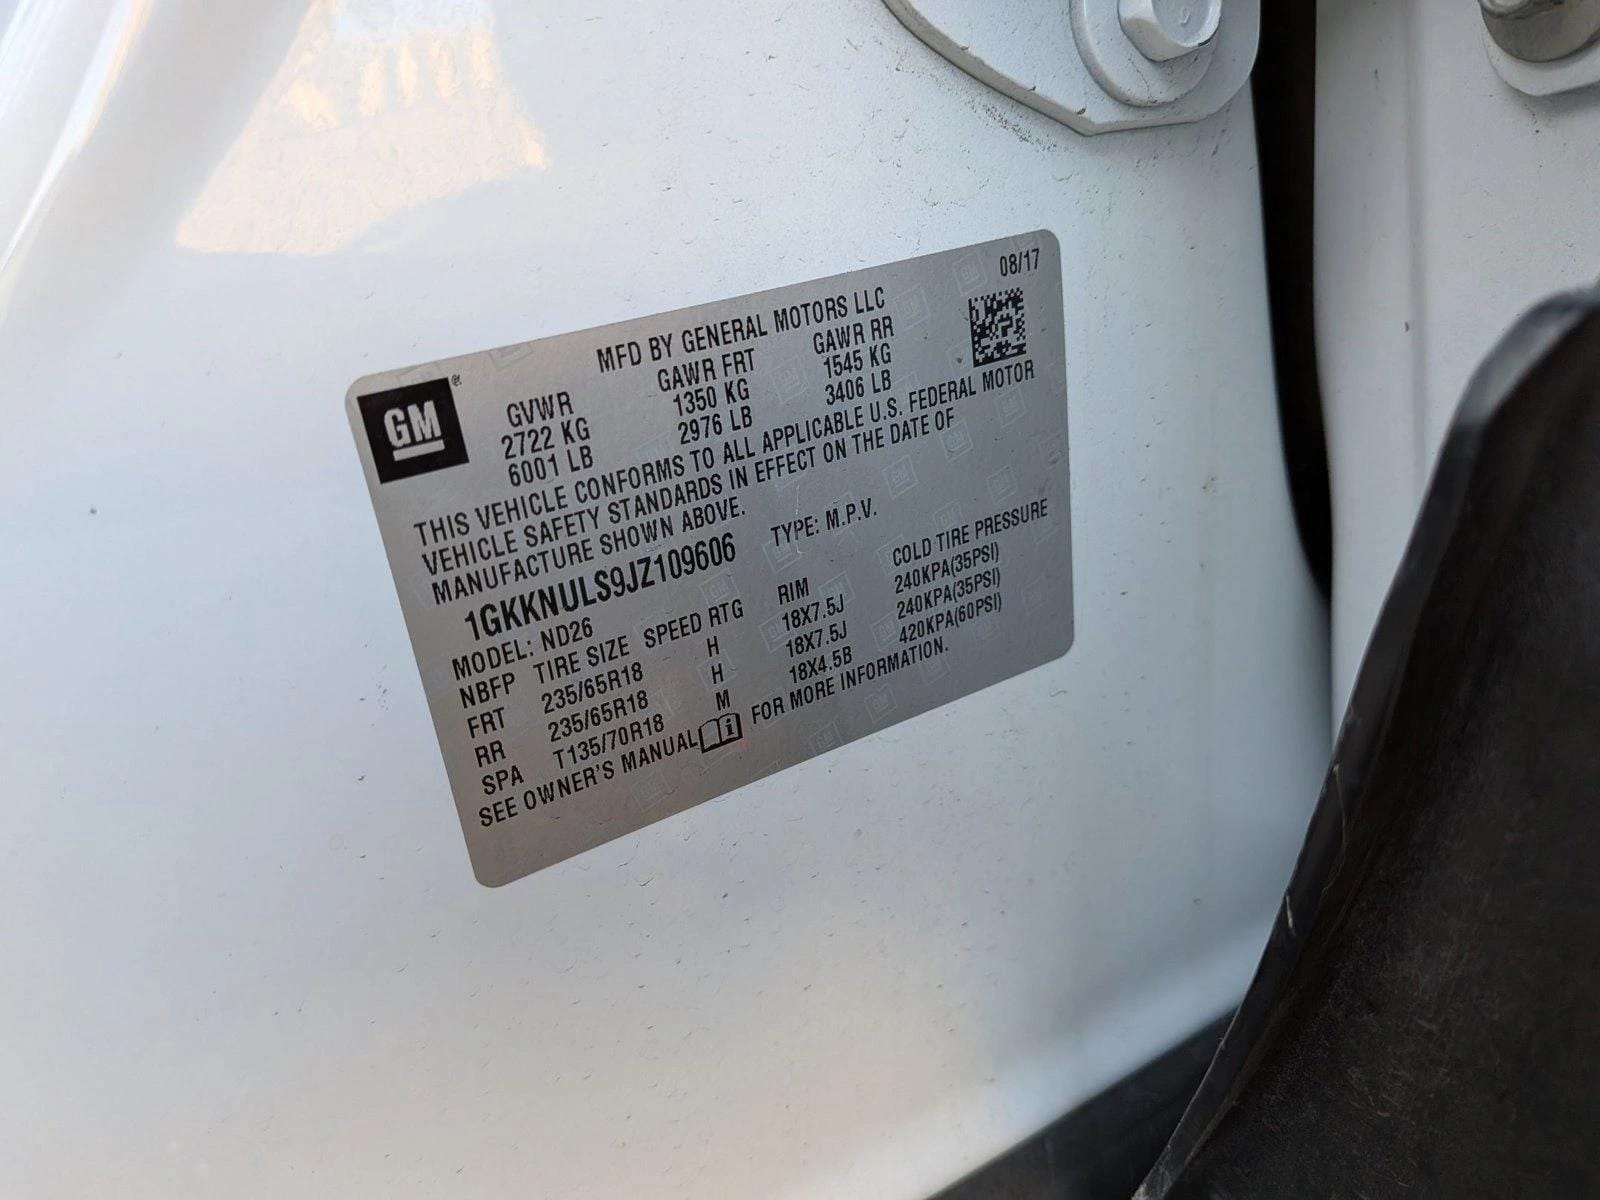 08/17
MFD BY GENERAL MOTORS LLC
GM
GVWR GAWR FRT GAWR RR
2722 KG 1350 KG 1545 KG
6001 LB 2976 LB 3406 LB
THIS VEHICLE CONFORMS TO ALL APPLICABLE U.S. FEDERAL MOTOR
VEHICLE SAFETY STANDARDS IN EFFECT ON THE DATE OF
MANUFACTURE SHOWN ABOVE.
1GKKNULS9JZ109606 TYPE: M.P.V.
MODEL: ND26
NBFP TIRE SIZE SPEED RTG RIM COLD TIRE PRESSURE
FRT 235/65R18 H 18X7.5J 240KPA(35PSI)
RR 235/65R18 H 18X7.5J 240KPA(35PSI)
SPA T135/70R18 M 18X4.5B 420KPA(60PSI)
SEE OWNER'S MANUAL FOR MORE INFORMATION.